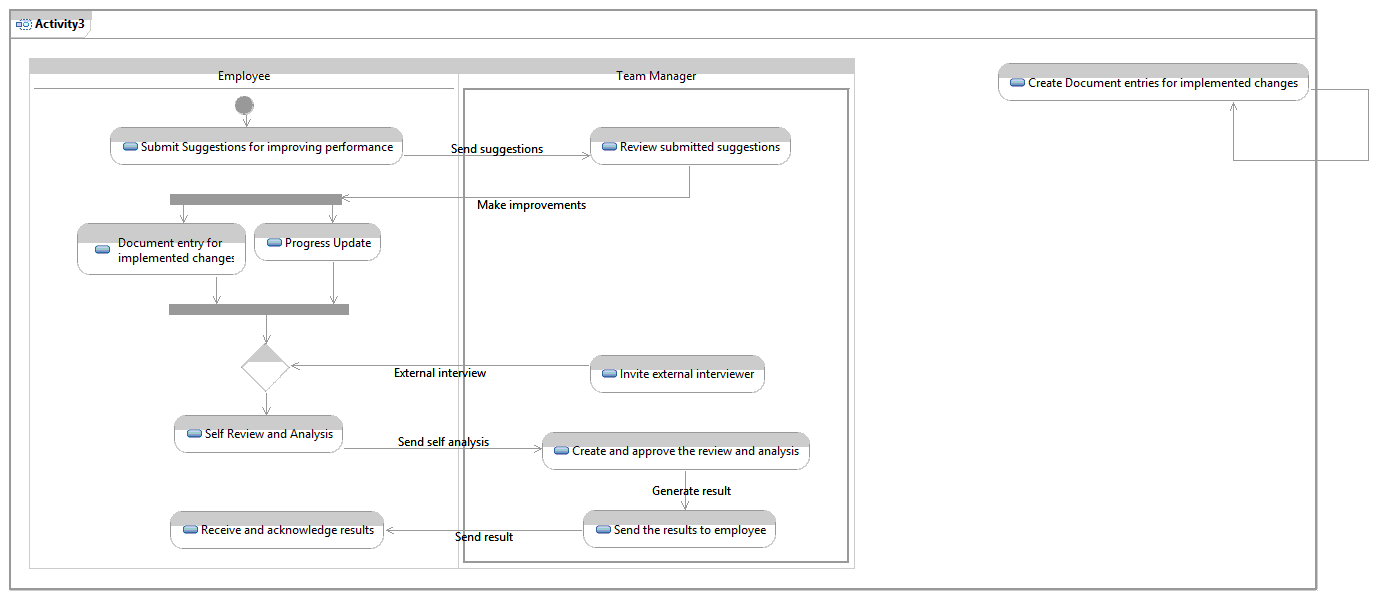 Activity3
Employee
Team Manager
Create Document entries for implemented changes
Submit Suggestions for improving performance
Send suggestions
Review submitted suggestions
Make improvements
Document entry for
implemented changes
Progress Update
External interview
Invite external interviewer
Self Review and Analysis
Send self analysis
Create and approve the review and analysis
Generate result
Receive and acknowledge results
Send result
Send the results to employee